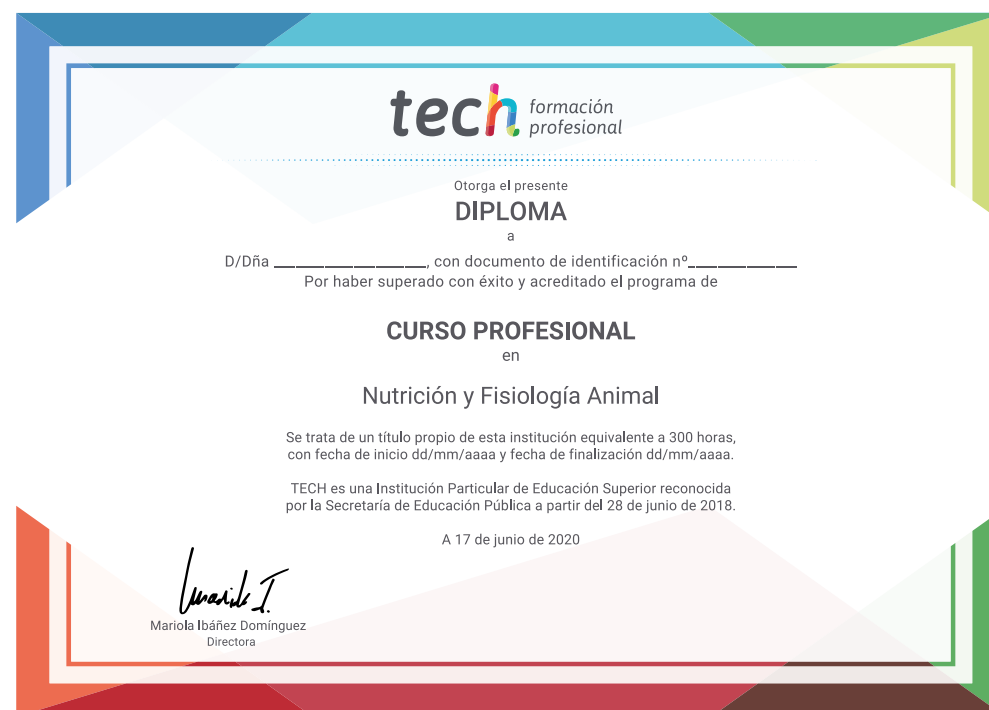 tech formación
profesional
Otorga el presente
DIPLOMA
a
D/Dña ______________, con documento de identificación nº__________
Por haber superado con éxito y acreditado el programa de
CURSO PROFESIONAL
en
Nutrición y Fisiología Animal
Se trata de un título propio de esta institución equivalente a 300 horas,
con fecha de inicio dd/mm/aaaa y fecha de finalización dd/mm/aaaa.
TECH es una Institución Particular de Educación Superior reconocida
por la Secretaría de Educación Pública a partir del 28 de junio de 2018.
A 17 de junio de 2020
Mariola Ibáñez Domínguez
Directora